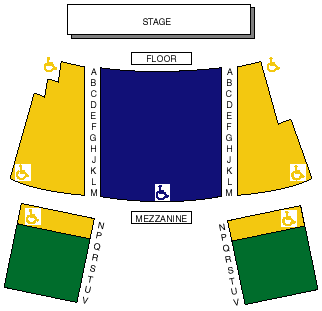 STAGE
FLOOR
A A
B B
C C
D D
E E
F F
G G
H H
J J
K K
L L
M M
MEZZANINE
N N
P P
Q Q
R R
S S
T T
U U
V V